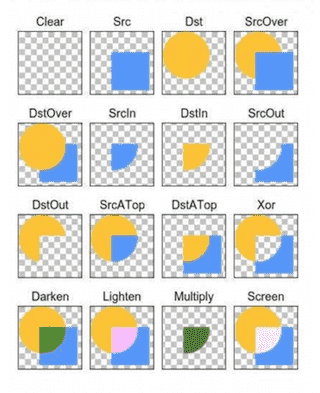 Clear Src Dst SrcOver
DstOver SrcIn DstIn SrcOut
DstOut SrcATop DstATop Xor
Darken Lighten Multiply Screen